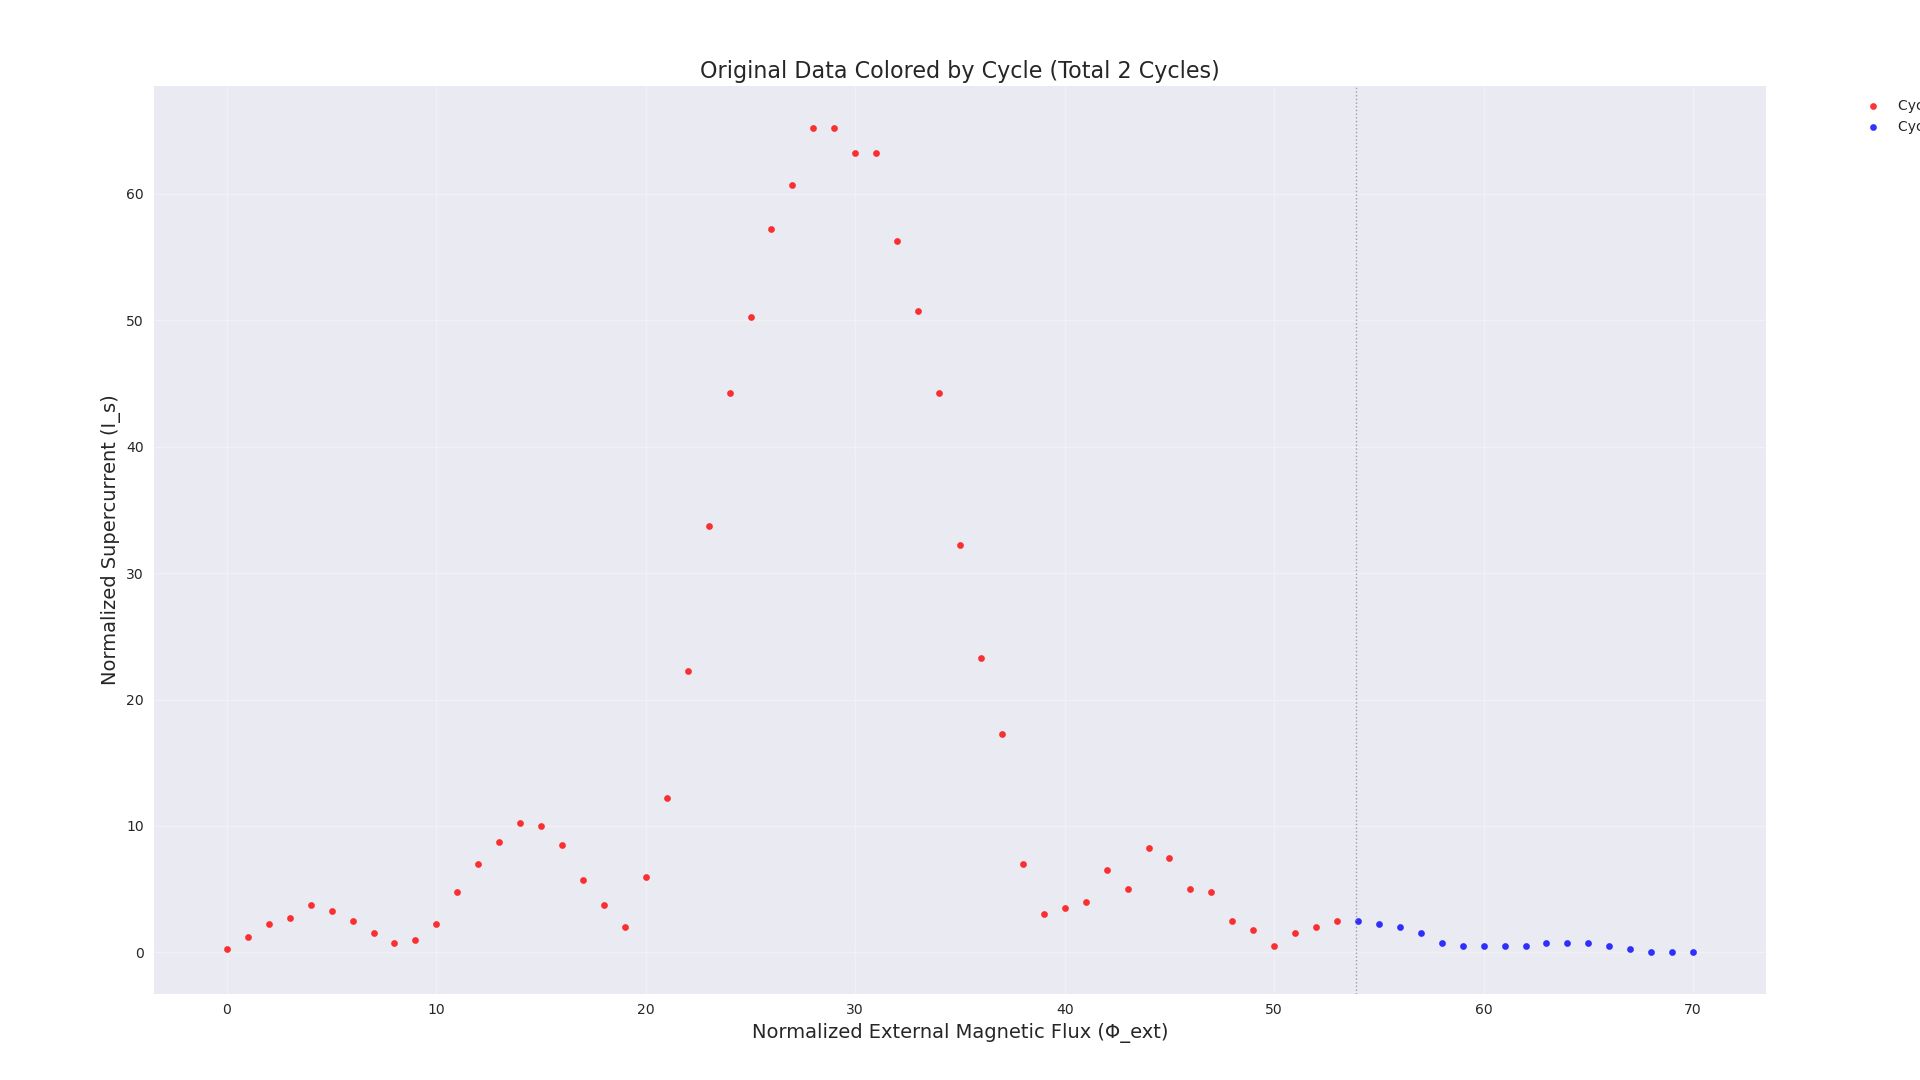 Original Data Colored by Cycle (Total 2 Cycles)
Cyc
Cyc
Normalized Supercurrent (I_s)
60
50
40
30
20
10
0
0 10 20 30 40 50 60 70
Normalized External Magnetic Flux (Φ_ext)